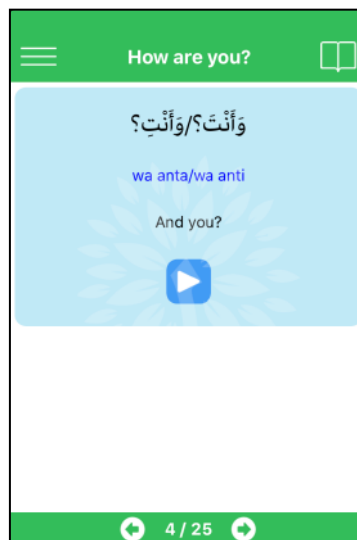 How are you?
وَأَنْتَ؟/وَأَنْتِ؟
wa anta/wa anti
And you?
4 / 25